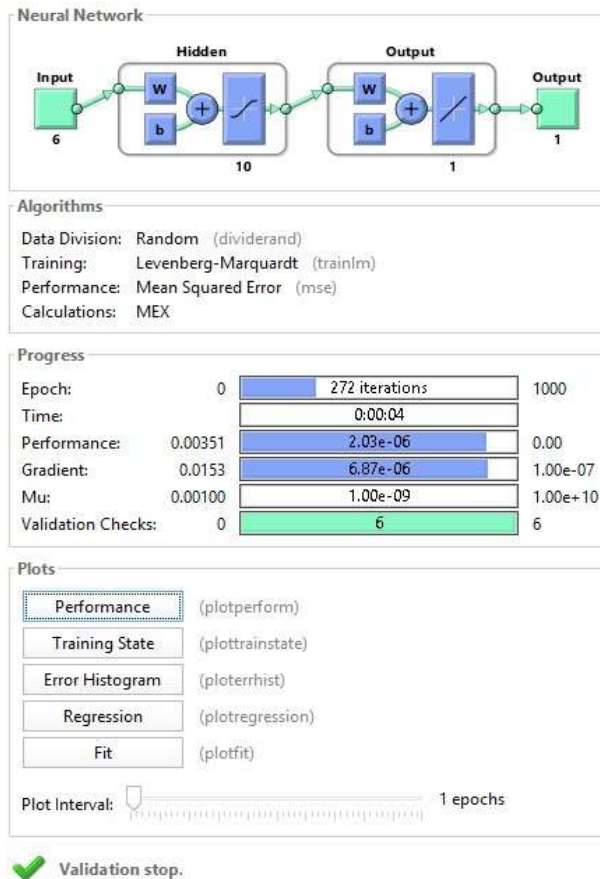 Neural Network
Hidden Output
Input W b + W b + Output
6 10 1 1
Algorithms
Data Division: Random (dividerand)
Training: Levenberg-Marquardt (trainlm)
Performance: Mean Squared Error (mse)
Calculations: MEX
Progress
Epoch: 0 272 iterations 1000
Time: 0:00:04
Performance: 0.00351 2.03e-06 0.00
Gradient: 0.0153 6.87e-06 1.00e-07
Mu: 0.00100 1.00e-09 1.00e+10
Validation Checks: 0 6 6
Plots
Performance (plotperform)
Training State (plottrainstate)
Error Histogram (ploterrhist)
Regression (plotregression)
Fit (plotfit)
Plot Interval: 1 epochs
Validation stop.